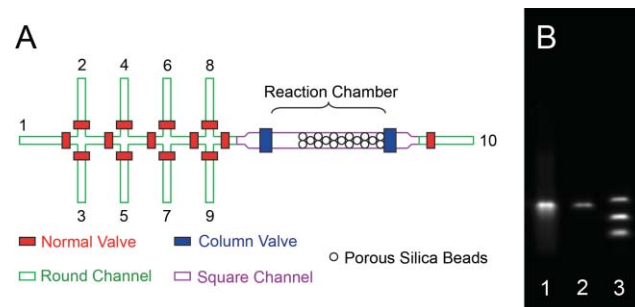 A
B
2 4 6 8
Reaction Chamber
1
10
3 5 7 9
Normal Valve
Column Valve
Porous Silica Beads
Round Channel
Square Channel
1 2 3